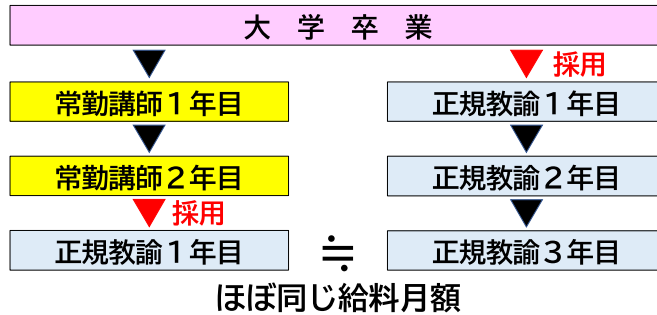 大学卒業
採用
常勤講師1年目
正規教諭1年目
常勤講師2年目
正規教諭2年目
採用
正規教諭1年目 ≒ 正規教諭3年目
ほぼ同じ給料月額